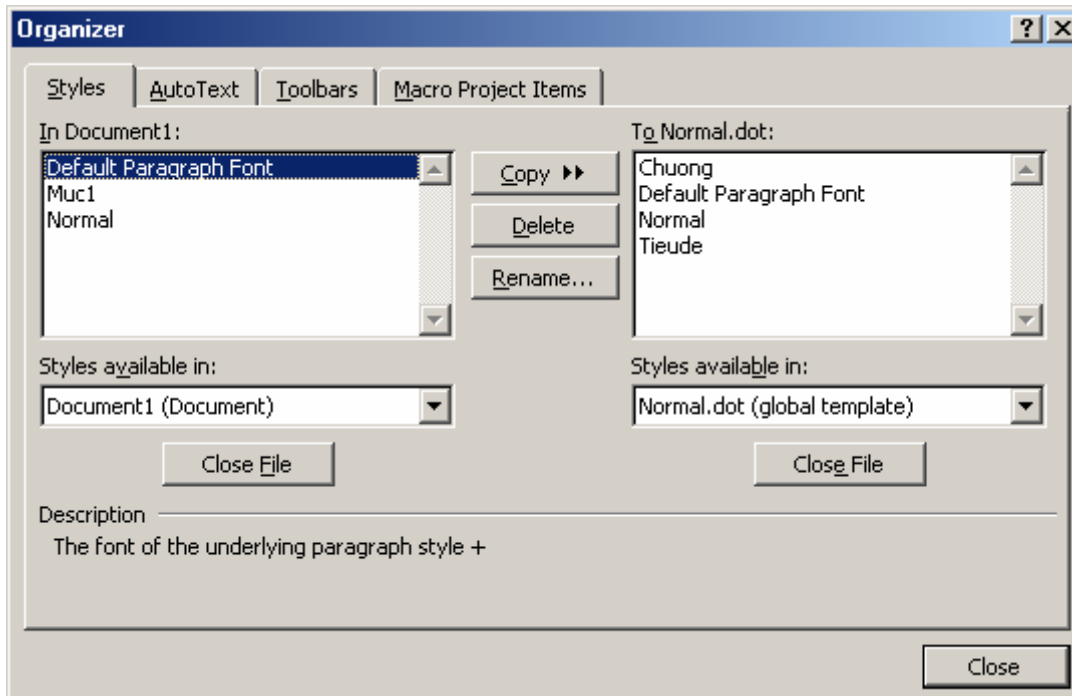 Organizer
Styles AutoText Toolbars Macro Project Items
In Document1:
Default Paragraph Font
Muc1
Normal
Copy
Delete
Rename...
To Normal.dot:
Chuong
Default Paragraph Font
Normal
Tieude
Styles available in:
Document1 (Document)
Close File
Styles available in:
Normal.dot (global template)
Close File
Description
The font of the underlying paragraph style +
Close